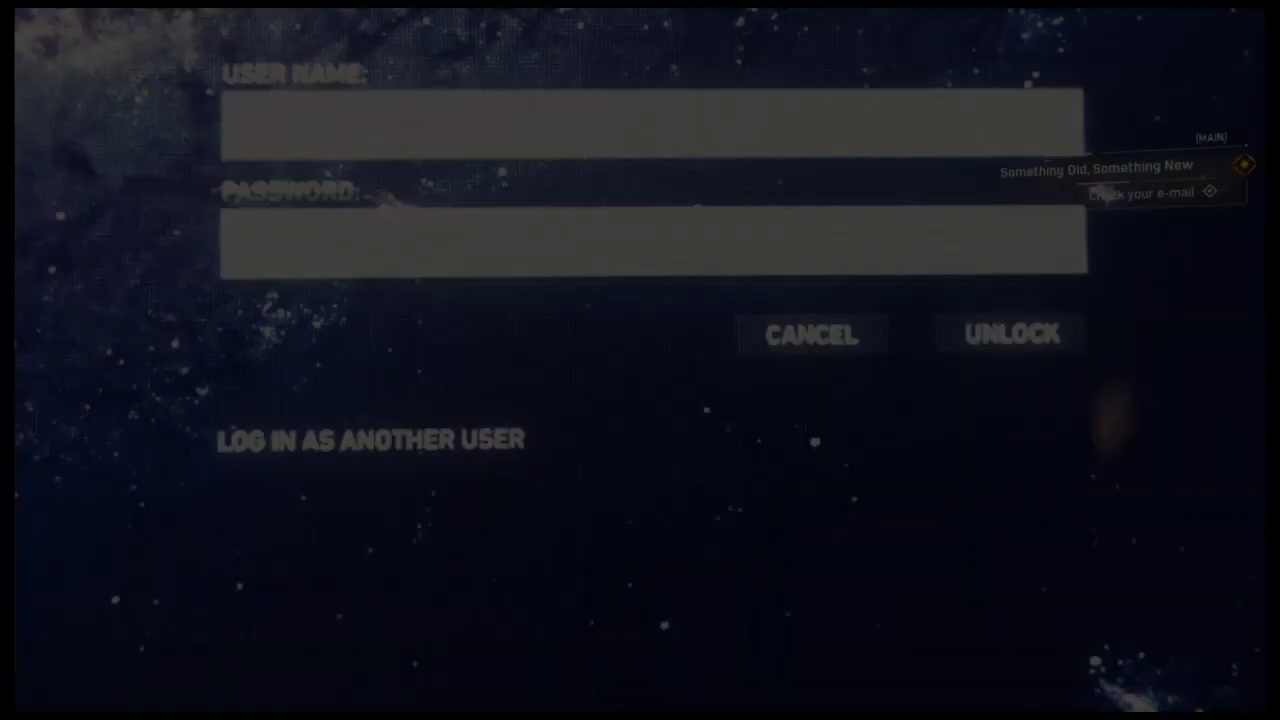 USER NAME:
[MAIN]
Something Old, Something New
PASSWORD:
Check your e-mail
CANCEL
UNLOCK
LOG IN AS ANOTHER USER